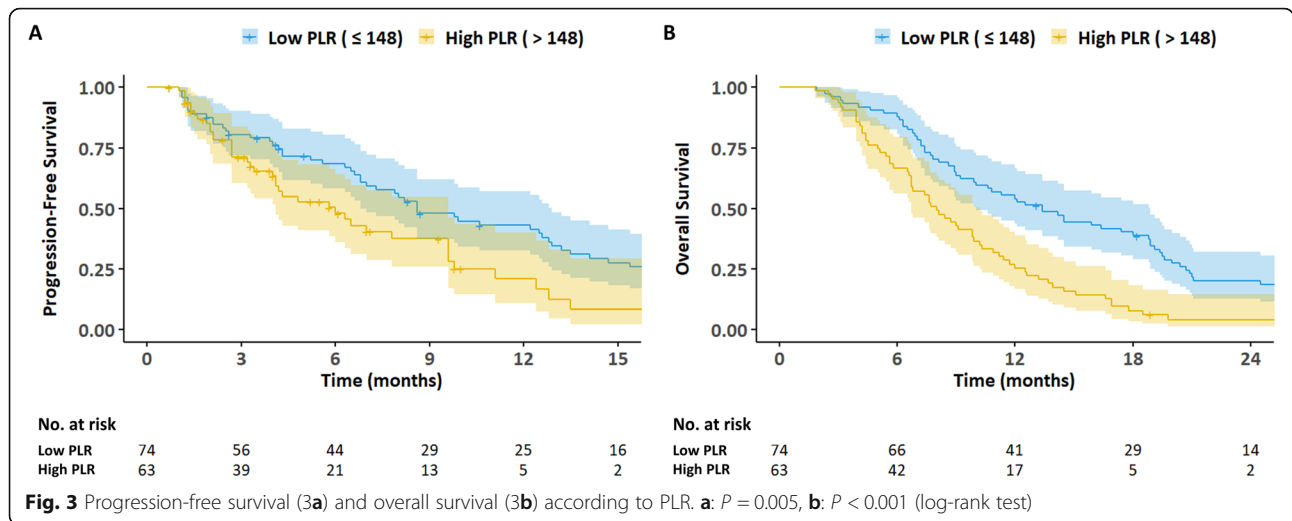 A
Low PLR ( ≤ 148) High PLR ( > 148)
Progression-Free Survival
1.00
0.75
0.50
0.25
0.00
0 3 6 9 12 15
Time (months)
No. at risk
Low PLR 74 56 44 29 25 16
High PLR 63 39 21 13 5 2
B
Low PLR ( ≤ 148) High PLR ( > 148)
Overall Survival
1.00
0.75
0.50
0.25
0.00
0 6 12 18 24
Time (months)
No. at risk
Low PLR 74 66 41 29 14
High PLR 63 42 17 5 2
Fig. 3 Progression-free survival (3a) and overall survival (3b) according to PLR. a: P = 0.005, b: P < 0.001 (log-rank test)